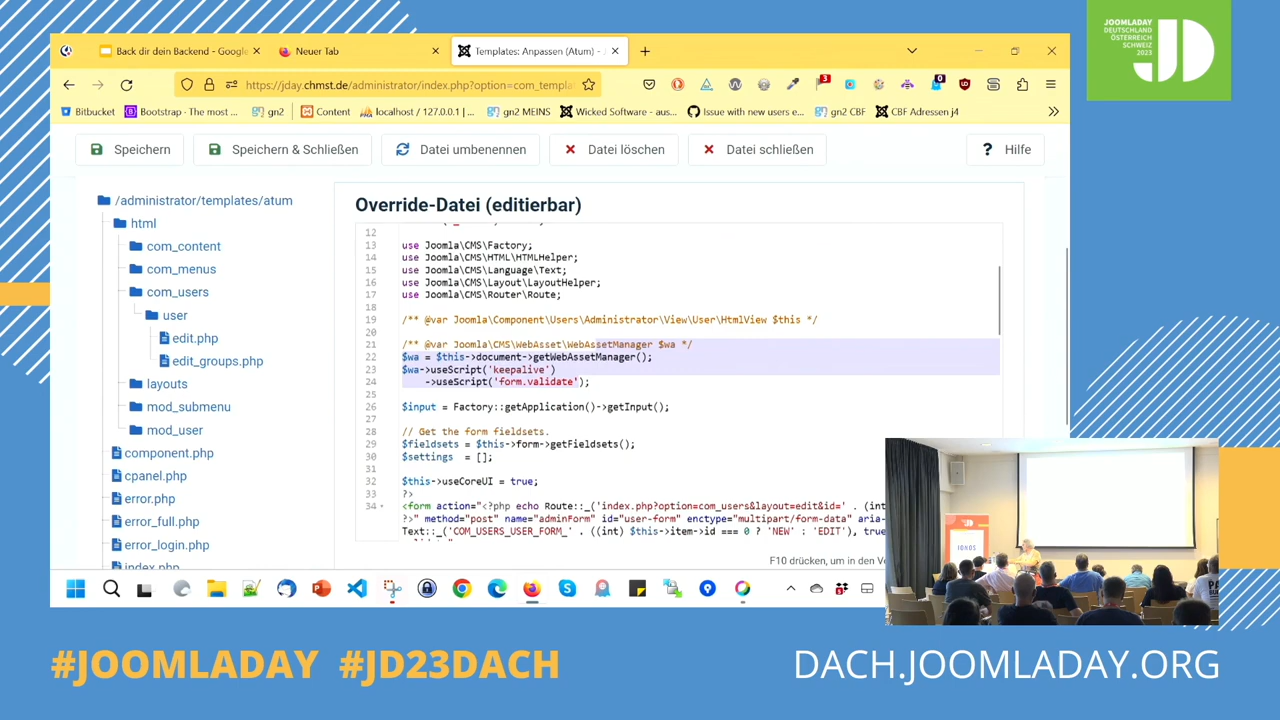 JOOMLADAY
DEUTSCHLAND
ÖSTERREICH
SCHWEIZ
2023
JD
Back dir dein Backend - Google
Neuer Tab
Templates: Anpassen (Atum) - J
https://jday.chmst.de/administrator/index.php?option=com_templa
3
0
Bitbucket
Bootstrap - The most ...
gn2
Content
localhost / 127.0.0.1 | ...
gn2 MEINS
Wicked Software - aus...
Issue with new users e...
gn2 CBF
CBF Adressen j4
Speichern
Speichern & Schließen
Datei umbenennen
Datei löschen
Datei schließen
? Hilfe
/administrator/templates/atum
html
com_content
com_menus
com_users
user
edit.php
edit_groups.php
layouts
mod_submenu
mod_user
component.php
cpanel.php
error.php
error_full.php
error_login.php
index.php
Override-Datei (editierbar)
12
13 use Joomla\CMS\Factory;
14 use Joomla\CMS\HTML\HTMLHelper;
15 use Joomla\CMS\Language\Text;
16 use Joomla\CMS\Layout\LayoutHelper;
17 use Joomla\CMS\Router\Route;
18
19 /** @var Joomla\Component\Users\Administrator\View\User\HtmlView $this */
20
21 /** @var Joomla\CMS\WebAsset\WebAssetManager $wa */
22 $wa = $this->document->getWebAssetManager();
23 $wa->useScript('keepalive')
24 ->useScript('form.validate');
25
26 $input = Factory::getApplication()->getInput();
27
28 // Get the form fieldsets.
29 $fieldsets = $this->form->getFieldsets();
30 $settings = [];
31
32 $this->useCoreUI = true;
33 ?>
34 <form action="<?php echo Route::_('index.php?option=com_users&layout=edit&id=' . (int
?>" method="post" name="adminForm" id="user-form" enctype="multipart/form-data" aria-
Text::_('COM_USERS_USER_FORM_' . ((int) $this->item->id === 0 ? 'NEW' : 'EDIT'), true
F10 drücken, um in den Ve
IONOS
#JOOMLADAY #JD23DACH
DACH.JOOMLADAY.ORG